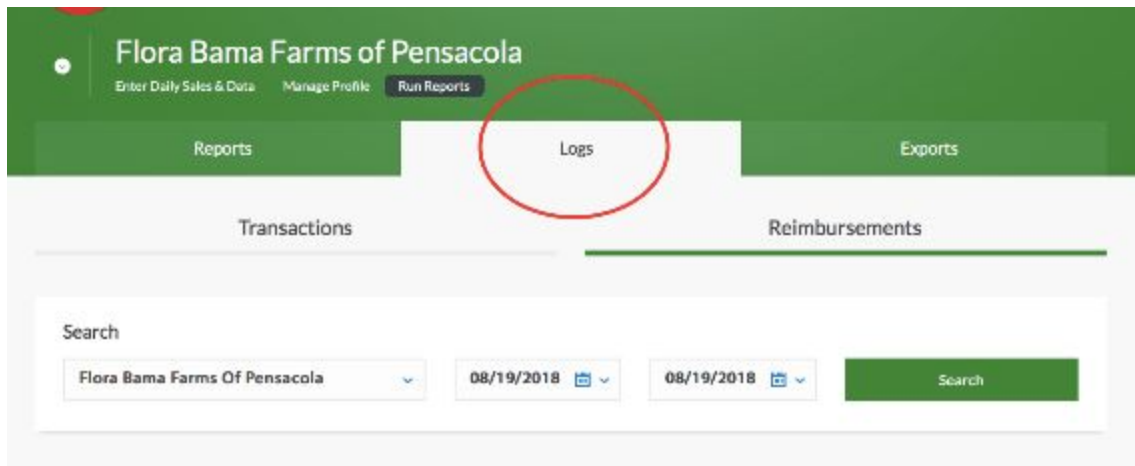 Flora Bama Farms of Pensacola
Enter Daily Sales & Data Manage Profile Run Reports
Reports Logs Exports
Transactions Reimbursements
Search
Flora Bama Farms Of Pensacola 08/19/2018 08/19/2018 Search